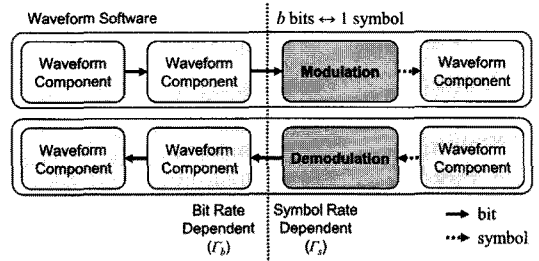 Waveform Software
b bits ↔ 1 symbol
Waveform
Component
Waveform
Component
Modulation
Waveform
Component
Waveform
Component
Waveform
Component
Demodulation
Waveform
Component
Bit Rate
Dependent
(Γb)
Symbol Rate
Dependent
(Γs)
bit
symbol